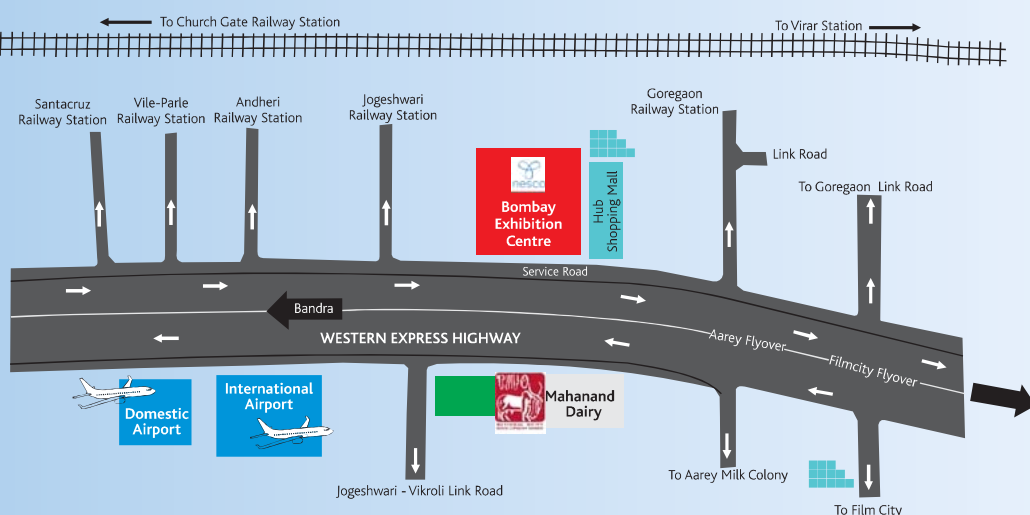 To Church Gate Railway Station
To Virar Station
Santacruz
Railway Station
Vile-Parle
Railway Station
Andheri
Railway Station
Jogeshwari
Railway Station
Goregaon
Railway Station
Link Road
To Goregaon Link Road
nesco
Bombay
Exhibition
Centre
Hub
Shopping Mall
Service Road
Bandra
WESTERN EXPRESS HIGHWAY
Aarey Flyover
Filmcity Flyover
Domestic
Airport
International
Airport
Mahanand
Dairy
Jogeshwari - Vikroli Link Road
To Aarey Milk Colony
To Film City